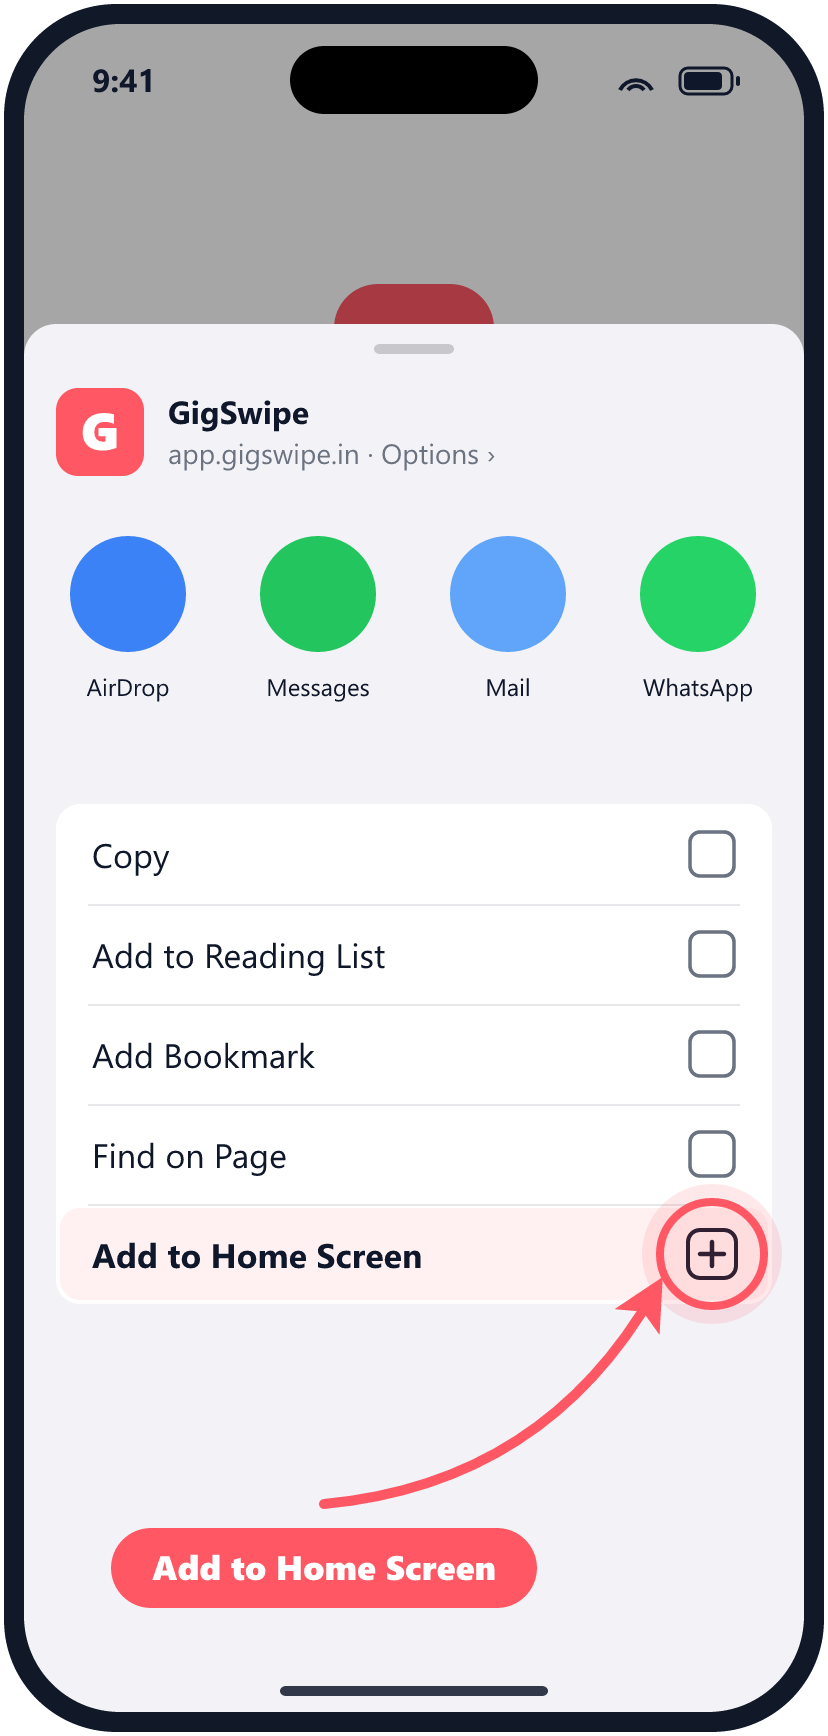 9:41
G
GigSwipe
app.gigswipe.in · Options ›
AirDrop Messages Mail WhatsApp
Copy
Add to Reading List
Add Bookmark
Find on Page
Add to Home Screen
Add to Home Screen